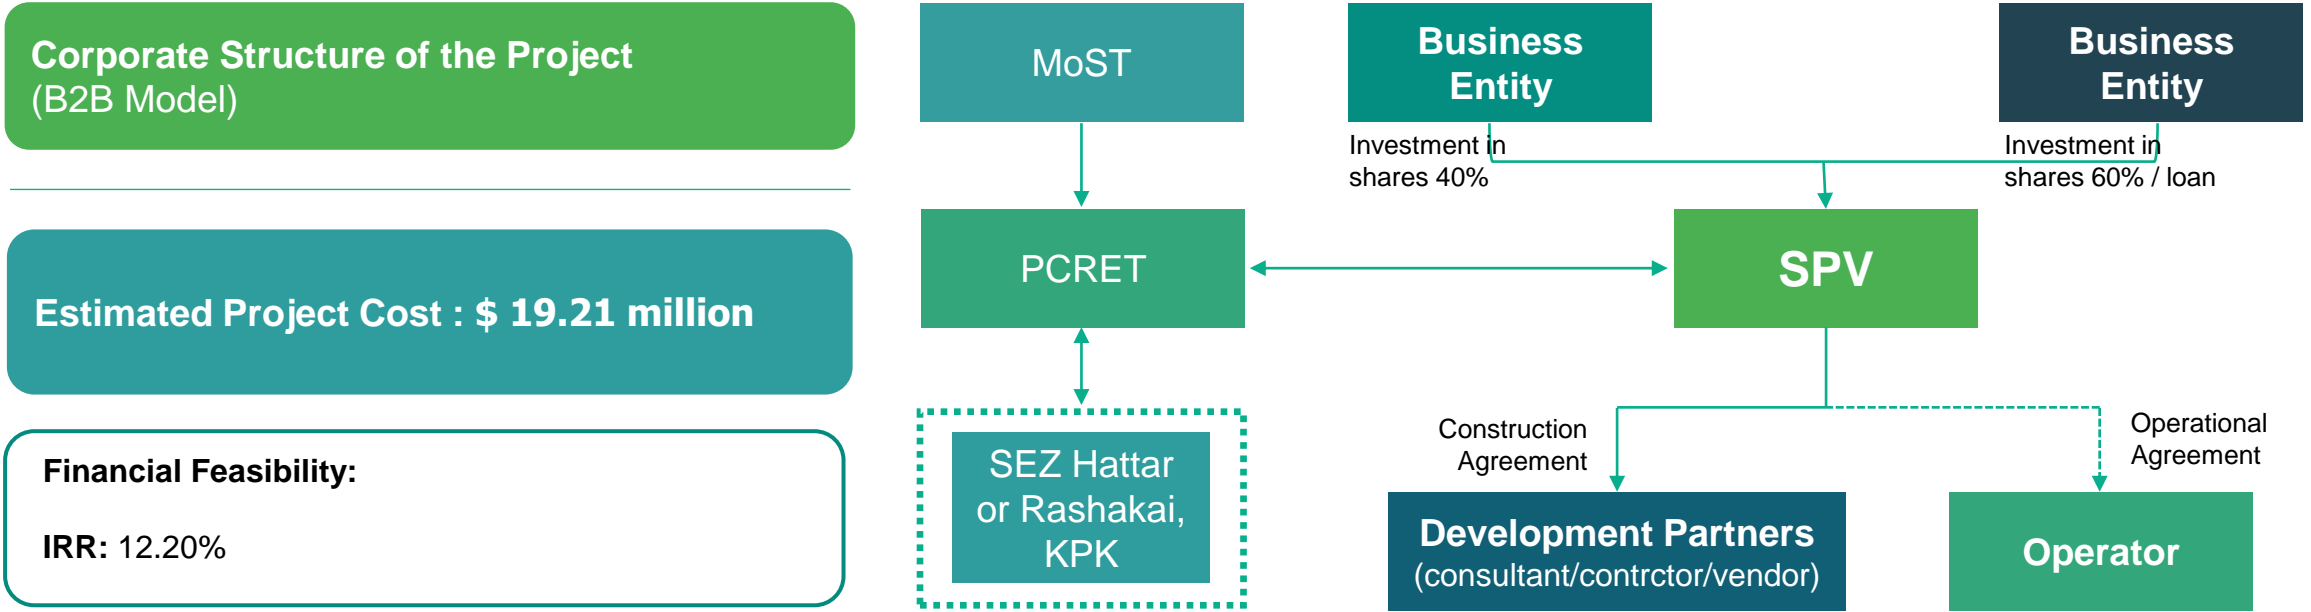 Corporate Structure of the Project
(B2B Model)
Estimated Project Cost : $ 19.21 million
Financial Feasibility:
IRR: 12.20%
MoST
PCRET
SEZ Hattar
or Rashakai,
KPK
Business
Entity
Investment in
shares 40%
Business
Entity
Investment in
shares 60% / loan
SPV
Construction
Agreement
Operational
Agreement
Development Partners
(consultant/contrctor/vendor)
Operator